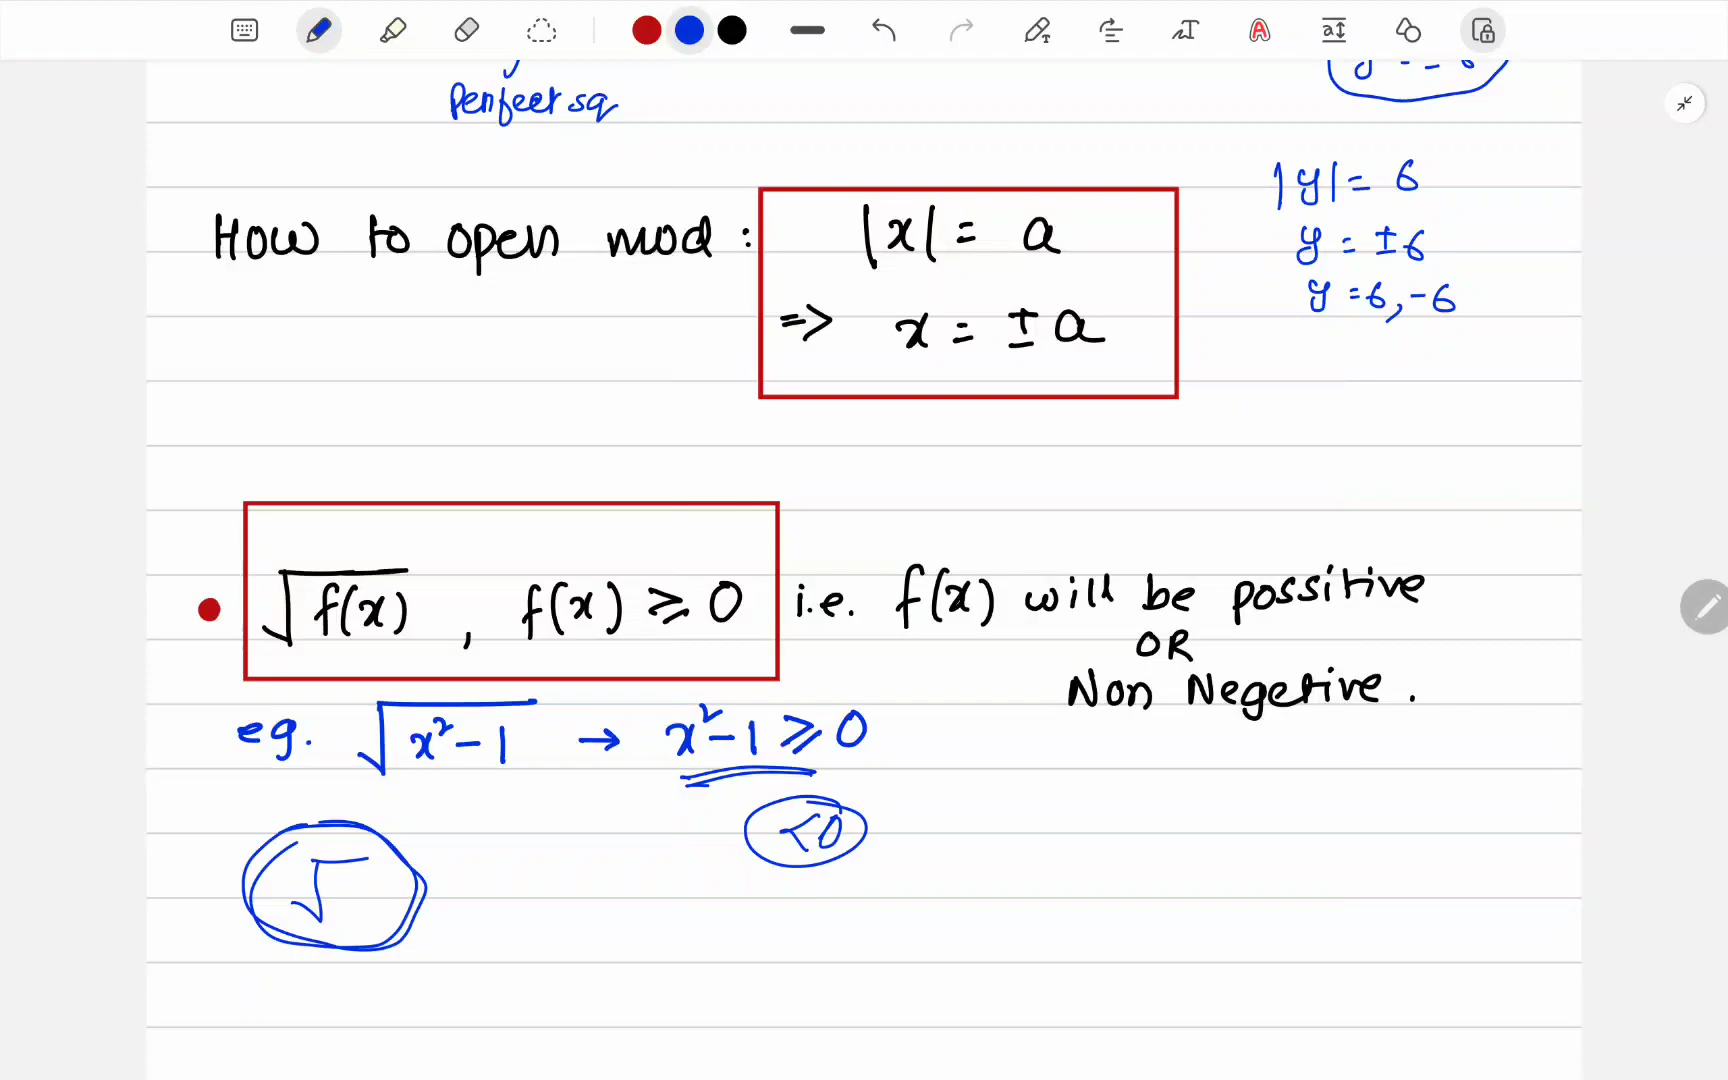 Penfect sq
How to open mod : |x| = a
=> x = ± a
|y| = 6
y = ±6
y = 6, -6
√f(x) , f(x) ≥ 0 i.e. f(x) will be possitive
OR
Non Negetive .
eg. √x²-1 → x²-1 ≥ 0
<0
√